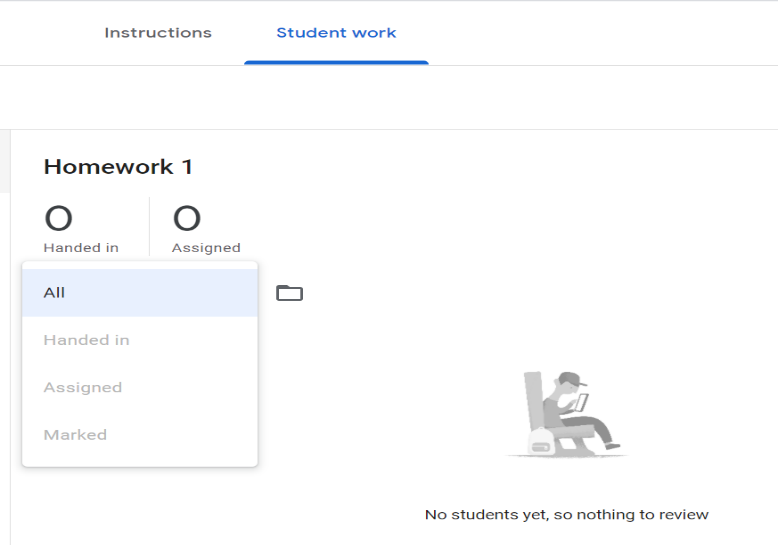 Instructions
Student work
Homework 1
0
0
Handed in
Assigned
All
Handed in
Assigned
Marked
No students yet, so nothing to review